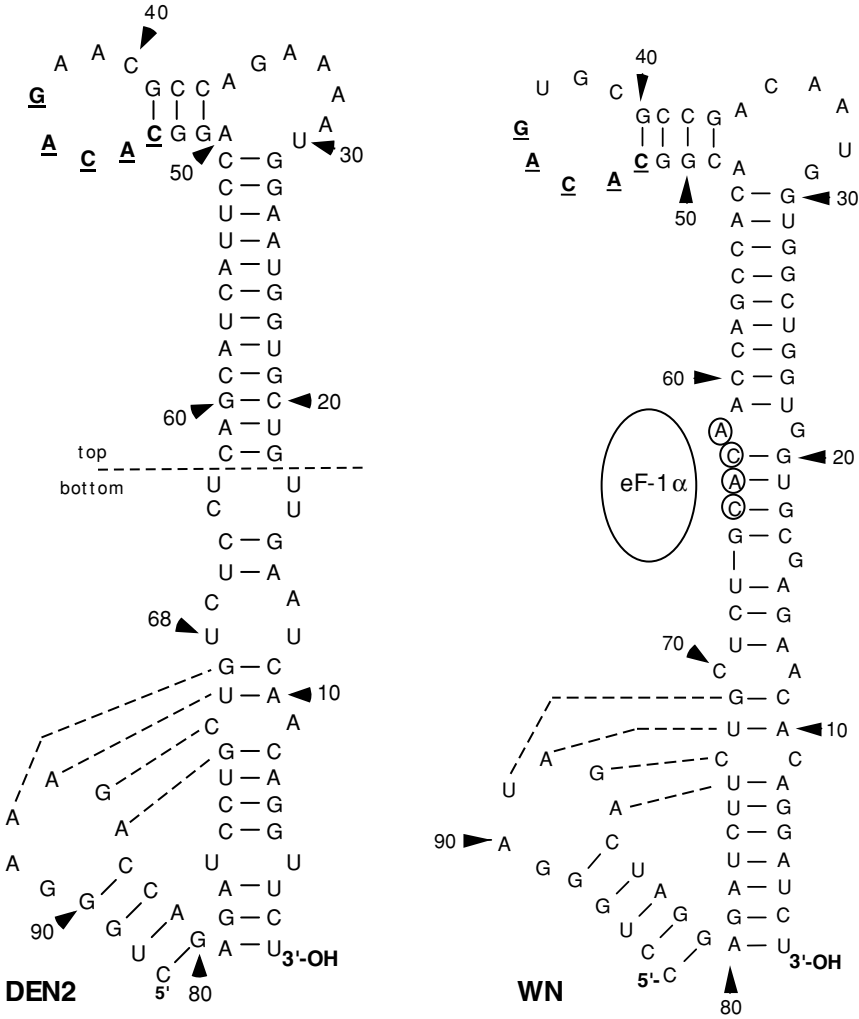 40
A A C
G G C C A G A A A
A
A C A C G G A U A 30
50
C G
C G
U A
U A
A U
C G
U G
A U
C G
60 G C 20
A U
C G
top
bottom
U U
C U
C G
U A
C A
68 U U
G C
U A 10
C A
G C
A U A
G C G
A A C G
A C U U
G G C A U
90 G A G C
U G A U 3'-OH
C
5' 80
DEN2
40
U G C C A A
G G C C G A A
A C A C G G C A G U
50
C G 30
A U
C G
C G
G C
A U
C G
60 C G
A U
A G
eF-1α C G 20
A U
C G
G C
G
U A
C G
U A
70 C A
G C
U A 10
A C C
U G U A
A U G
90 A C C G
G G U U A
G A A U
U G G C
C G A U 3'-OH
5'-C
80
WN